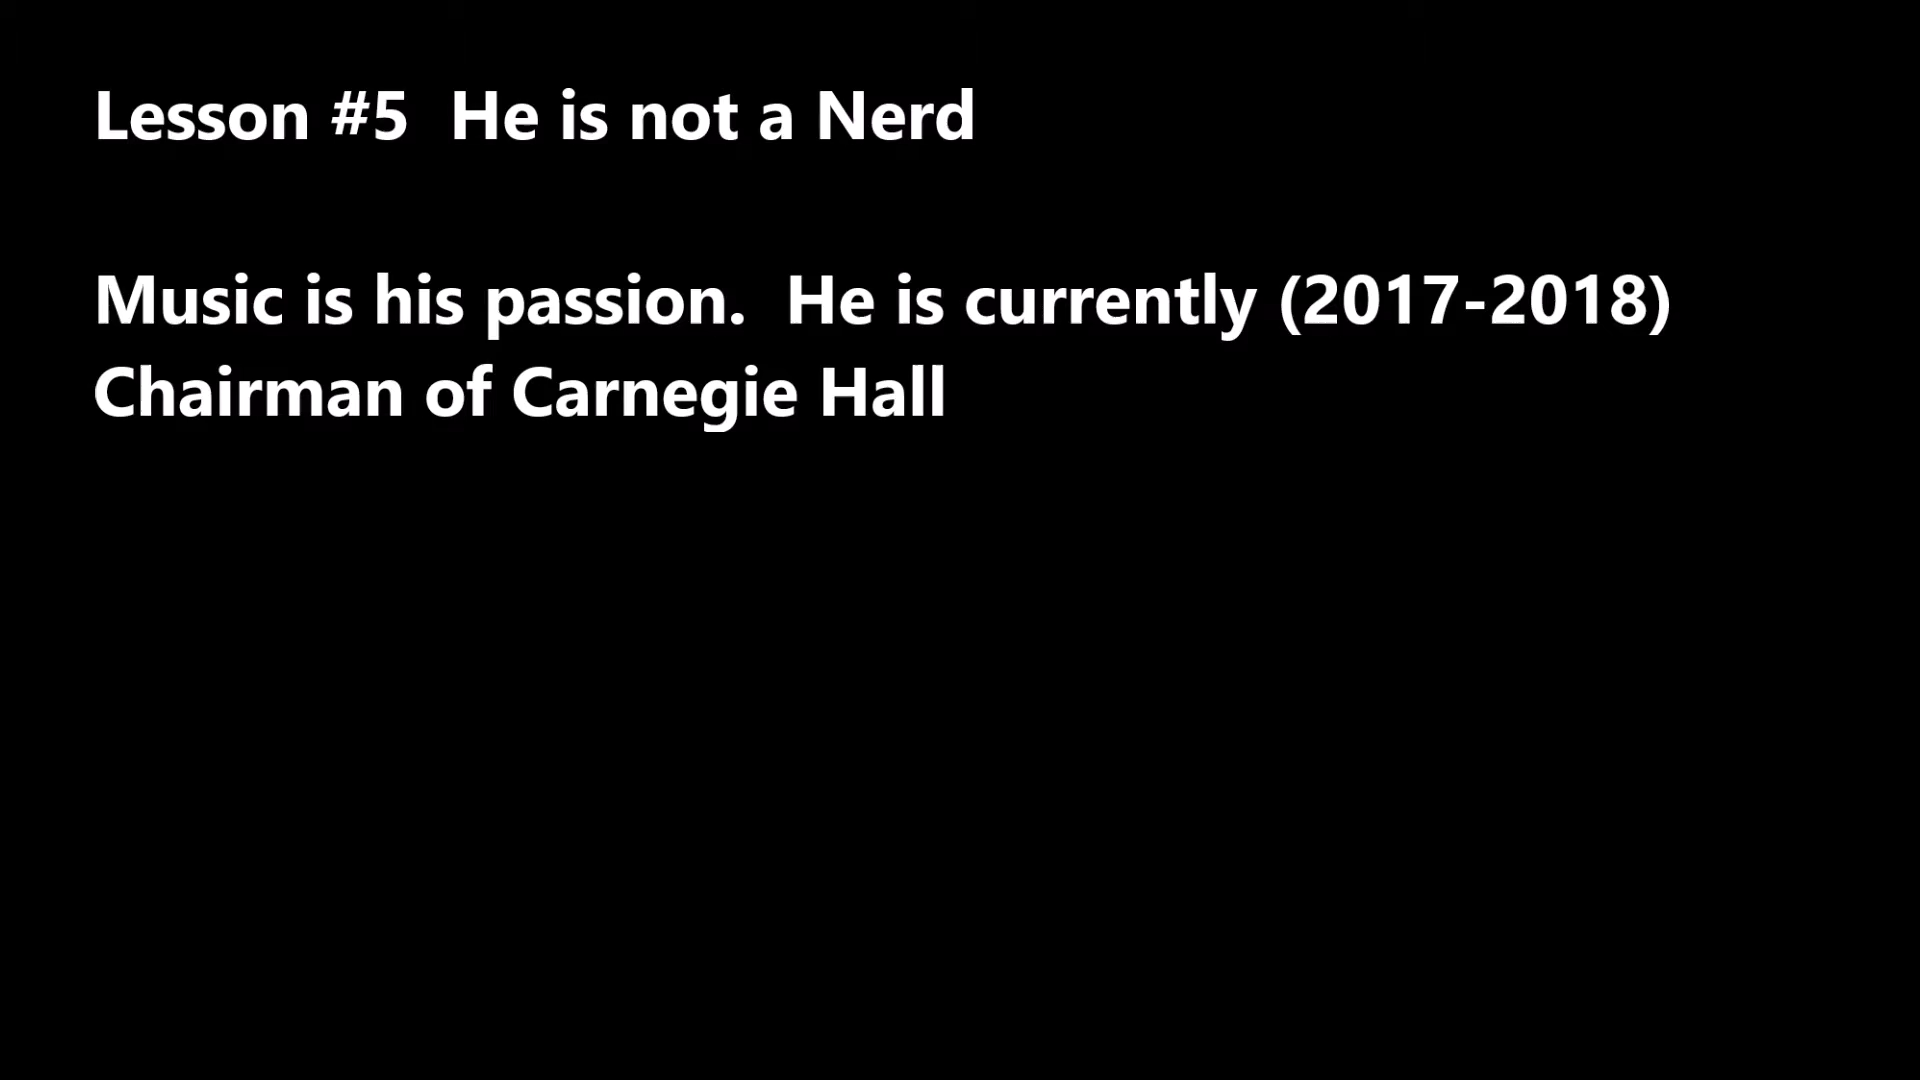 Lesson #5  He is not a Nerd
Music is his passion.  He is currently (2017-2018)
Chairman of Carnegie Hall